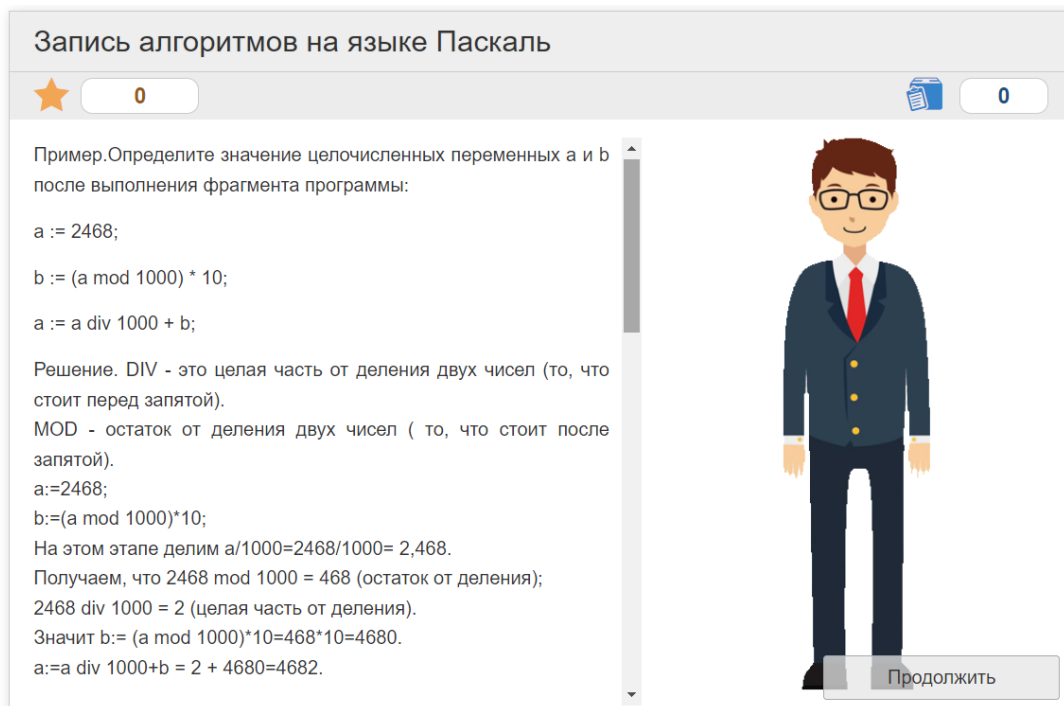 Запись алгоритмов на языке Паскаль
0
0
Пример.Определите значение целочисленных переменных a и b
после выполнения фрагмента программы:
a := 2468;
b := (a mod 1000) * 10;
a := a div 1000 + b;
Решение. DIV - это целая часть от деления двух чисел (то, что
стоит перед запятой).
MOD - остаток от деления двух чисел ( то, что стоит после
запятой).
a:=2468;
b:=(a mod 1000)*10;
На этом этапе делим a/1000=2468/1000= 2,468.
Получаем, что 2468 mod 1000 = 468 (остаток от деления);
2468 div 1000 = 2 (целая часть от деления).
Значит b:= (a mod 1000)*10=468*10=4680.
a:=a div 1000+b = 2 + 4680=4682.
Продолжить